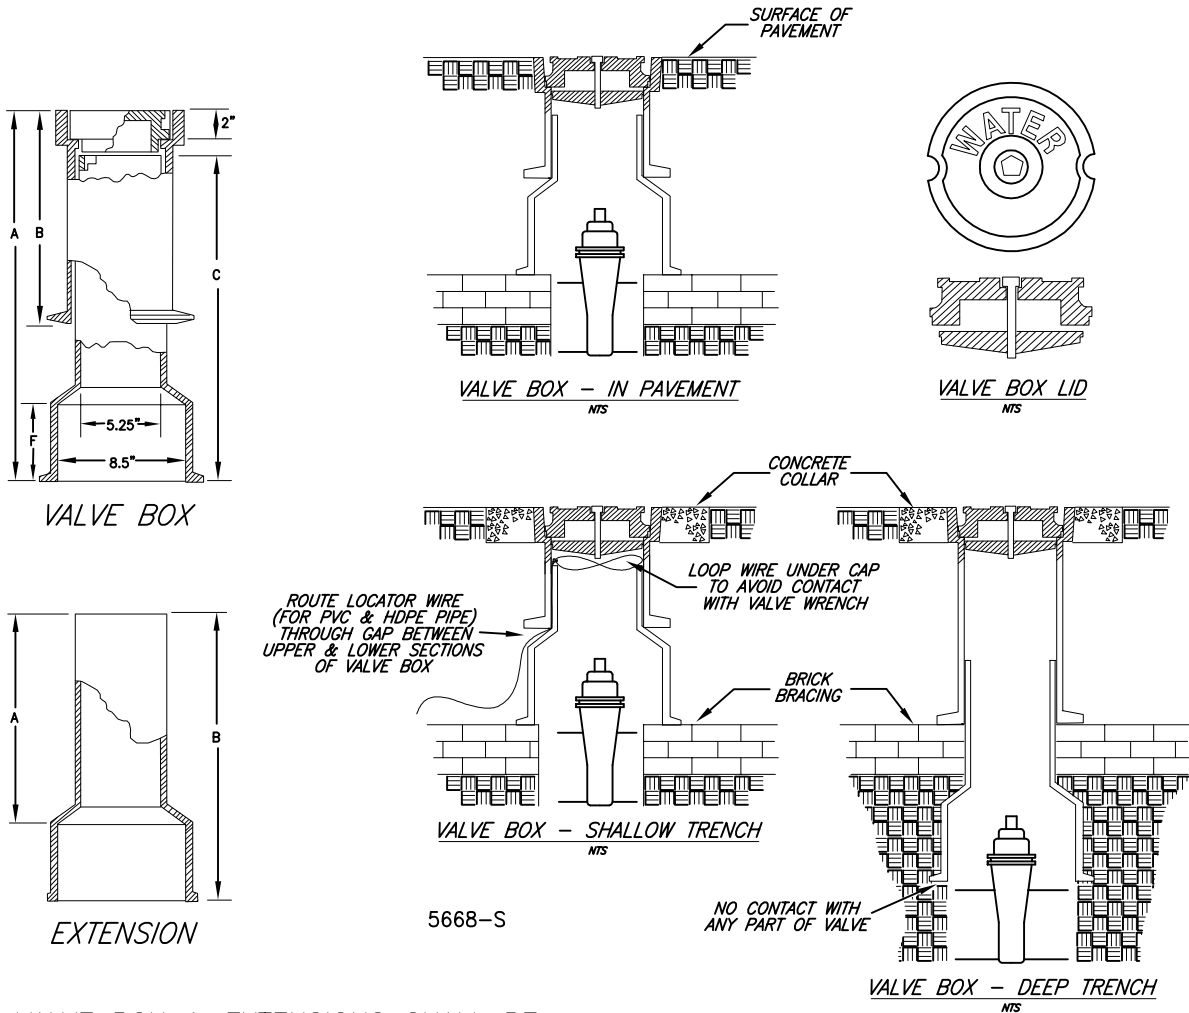 SURFACE OF
PAVEMENT
2"
A
B
C
F
5.25"
8.5"
VALVE BOX
WATER
VALVE BOX – IN PAVEMENT
NTS
VALVE BOX LID
NTS
CONCRETE
COLLAR
LOOP WIRE UNDER CAP
TO AVOID CONTACT
WITH VALVE WRENCH
ROUTE LOCATOR WIRE
(FOR PVC & HDPE PIPE)
THROUGH GAP BETWEEN
UPPER & LOWER SECTIONS
OF VALVE BOX
BRICK
BRACING
A
B
EXTENSION
VALVE BOX – SHALLOW TRENCH
NTS
5668–S
NO CONTACT WITH
ANY PART OF VALVE
VALVE BOX – DEEP TRENCH
NTS